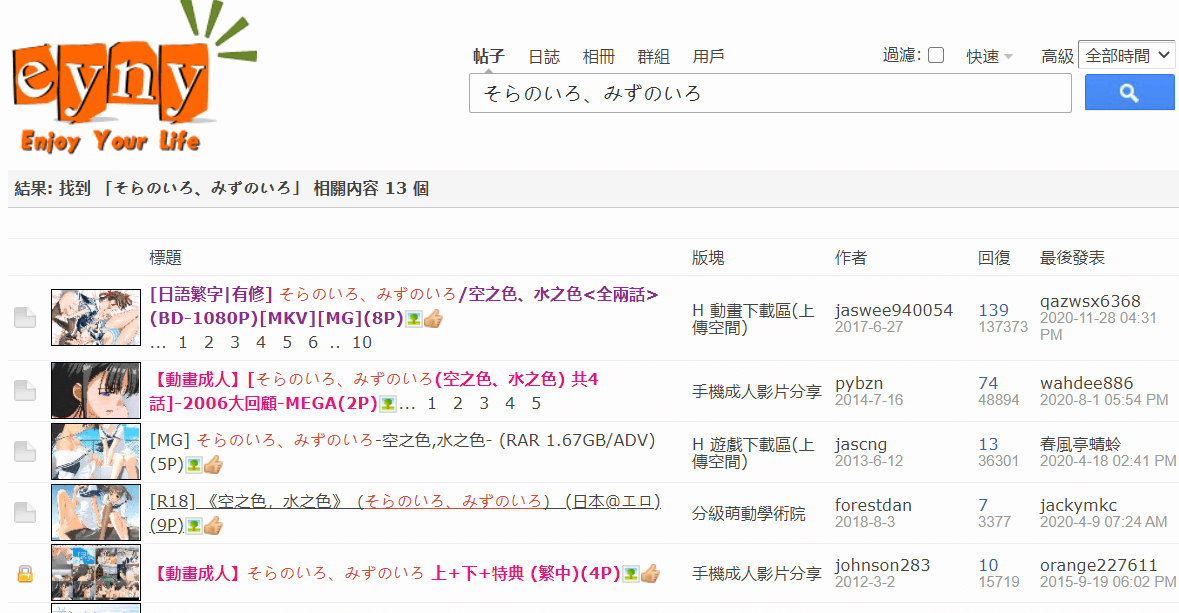 eyny
Enjoy Your Life
帖子 日誌 相冊 群組 用戶 過濾: 快速 高級 全部時間
そらのいろ、みずのいろ
結果: 找到 「そらのいろ、みずのいろ」 相關內容 13 個
標題 版塊 作者 回復 最後發表
[日語繁字|有修] そらのいろ、みずのいろ/空之色、水之色<全兩話>
(BD-1080P)[MKV][MG](8P)
... 1 2 3 4 5 6 .. 10
H 動畫下載區(上
傳空間)
jaswee940054
2017-6-27
139
137373
qazwsx6368
2020-11-28 04:31
PM
【動畫成人】[そらのいろ、みずのいろ(空之色、水之色) 共4
話]-2006大回顧-MEGA(2P)... 1 2 3 4 5
手機成人影片分享
pybzn
2014-7-16
74
48894
wahdee886
2020-8-1 05:54 PM
[MG] そらのいろ、みずのいろ-空之色,水之色- (RAR 1.67GB/ADV)
(5P)
H 遊戲下載區(上
傳空間)
jascng
2013-6-12
13
36301
春風亭蜻蛉
2020-4-18 02:41 PM
[R18] 《空之色，水之色》（そらのいろ、みずのいろ） (日本@エロ)
(9P)
分級萌動學術院
forestdan
2018-8-3
7
3377
jackymkc
2020-4-9 07:24 AM
【動畫成人】そらのいろ、みずのいろ 上+下+特典 (繁中)(4P)
手機成人影片分享
johnson283
2012-3-2
10
15719
orange227611
2015-9-19 06:02 PM